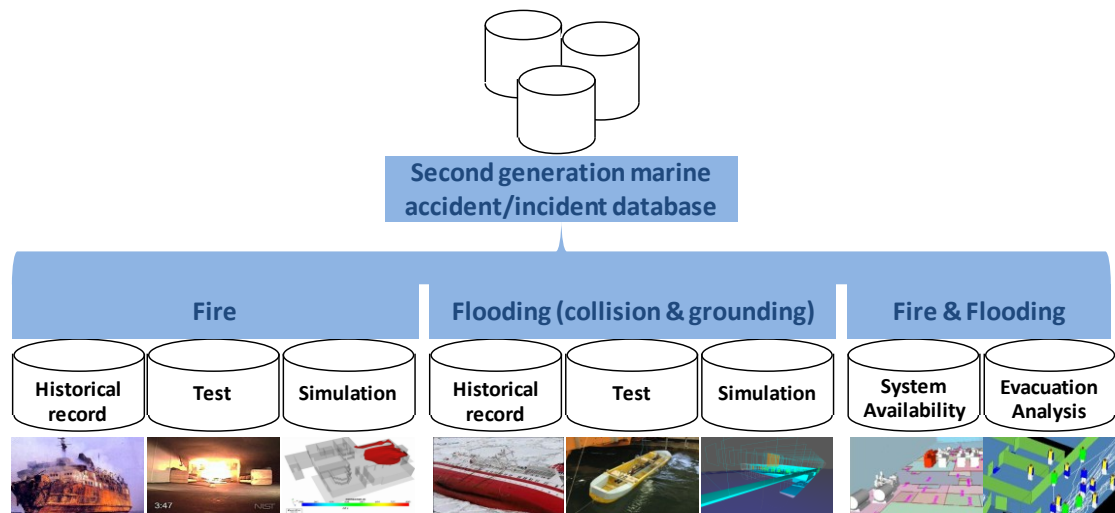 Second generation marine
accident/incident database
Fire
Flooding (collision & grounding)
Fire & Flooding
Historical
record
Test
Simulation
Historical
record
Test
Simulation
System
Availability
Evacuation
Analysis
3:47
NIST